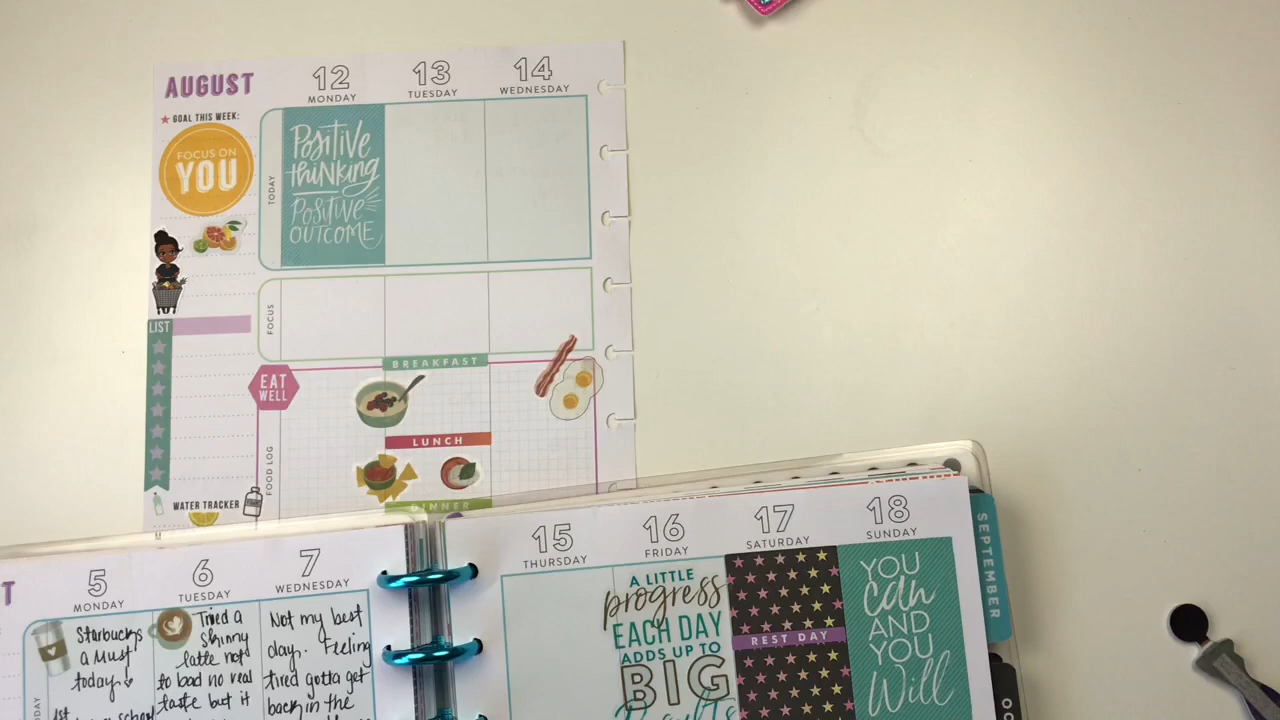 AUGUST
12
MONDAY
13
TUESDAY
14
WEDNESDAY
GOAL THIS WEEK:
FOCUS ON
YOU
TODAY
Positive
thinking
Positive
OUTCOME
FOCUS
LIST
BREAKFAST
EAT
WELL
LUNCH
FOOD LOG
DINNER
WATER TRACKER
M
T
5
MONDAY
6
TUESDAY
7
WEDNESDAY
Starbucks
a Must
today
Tried a
skinny
latte not
to bad no real
taste but it
Not my best
day. Feeling
tired gotta get
back in the
15
THURSDAY
16
FRIDAY
17
SATURDAY
18
SUNDAY
A LITTLE
progress
EACH DAY
ADDS UP TO
BIG
Results
REST DAY
YOU
can
AND
YOU
Will
SEPTEMBER